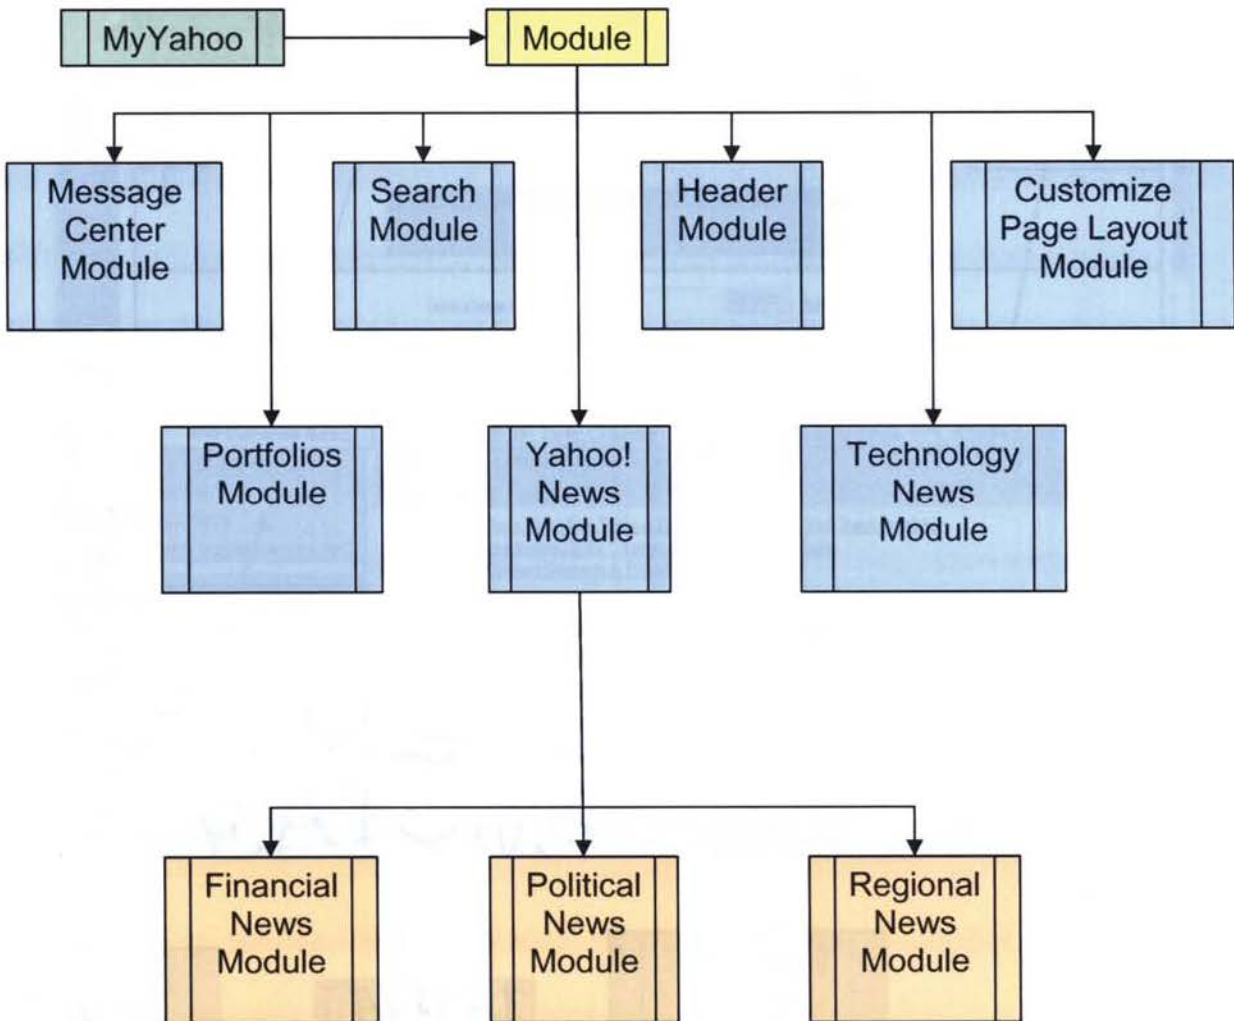 MyYahoo
Module
Message
Center
Module
Search
Module
Header
Module
Customize
Page Layout
Module
Portfolios
Module
Yahoo!
News
Module
Technology
News
Module
Financial
News
Module
Political
News
Module
Regional
News
Module